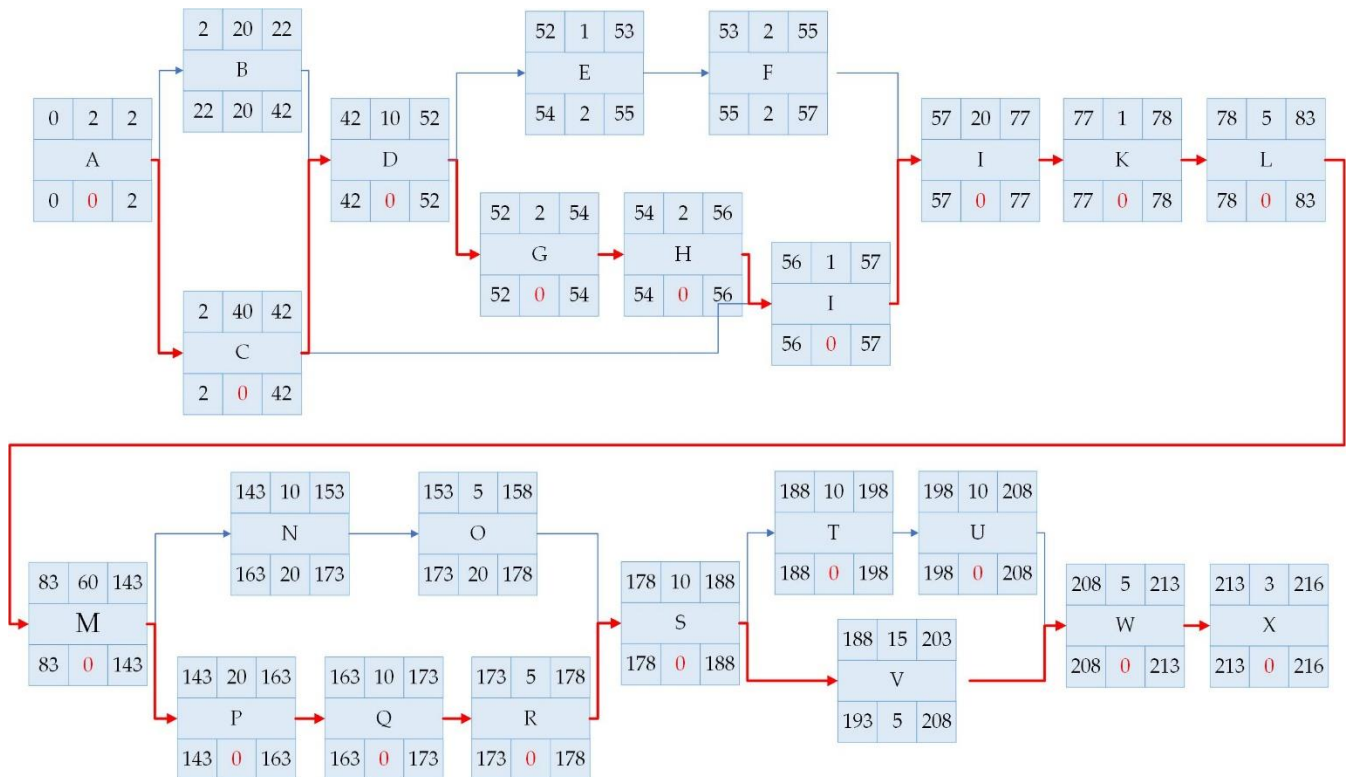 2 20 22
B
22 20 42
52 1 53
E
54 2 55
53 2 55
F
55 2 57
0 2 2
A
0 0 2
42 10 52
D
42 0 52
57 20 77
I
57 0 77
77 1 78
K
77 0 78
78 5 83
L
78 0 83
52 2 54
G
52 0 54
54 2 56
H
54 0 56
56 1 57
I
56 0 57
2 40 42
C
2 0 42
143 10 153
N
163 20 173
153 5 158
O
173 20 178
188 10 198
T
188 0 198
198 10 208
U
198 0 208
83 60 143
M
83 0 143
178 10 188
S
178 0 188
208 5 213
W
208 0 213
213 3 216
X
213 0 216
188 15 203
V
193 5 208
143 20 163
P
143 0 163
163 10 173
Q
163 0 173
173 5 178
R
173 0 178